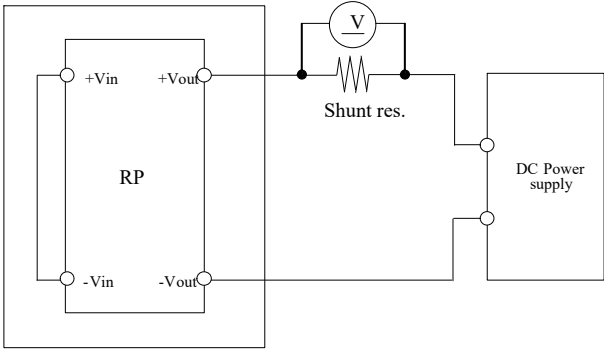 V
+Vin
+Vout
Shunt res.
RP
DC Power
supply
-Vin
-Vout